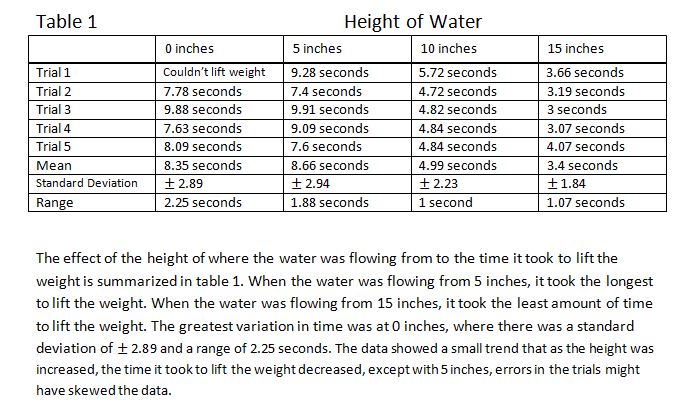 Table 1 Height of Water
0 inches 5 inches 10 inches 15 inches
Trial 1 Couldn't lift weight 9.28 seconds 5.72 seconds 3.66 seconds
Trial 2 7.78 seconds 7.4 seconds 4.72 seconds 3.19 seconds
Trial 3 9.88 seconds 9.91 seconds 4.82 seconds 3 seconds
Trial 4 7.63 seconds 9.09 seconds 4.84 seconds 3.07 seconds
Trial 5 8.09 seconds 7.6 seconds 4.84 seconds 4.07 seconds
Mean 8.35 seconds 8.66 seconds 4.99 seconds 3.4 seconds
Standard Deviation ± 2.89 ± 2.94 ± 2.23 ± 1.84
Range 2.25 seconds 1.88 seconds 1 second 1.07 seconds
The effect of the height of where the water was flowing from to the time it took to lift the
weight is summarized in table 1. When the water was flowing from 5 inches, it took the longest
to lift the weight. When the water was flowing from 15 inches, it took the least amount of time
to lift the weight. The greatest variation in time was at 0 inches, where there was a standard
deviation of ± 2.89 and a range of 2.25 seconds. The data showed a small trend that as the height was
increased, the time it took to lift the weight decreased, except with 5 inches, errors in the trials might
have skewed the data.